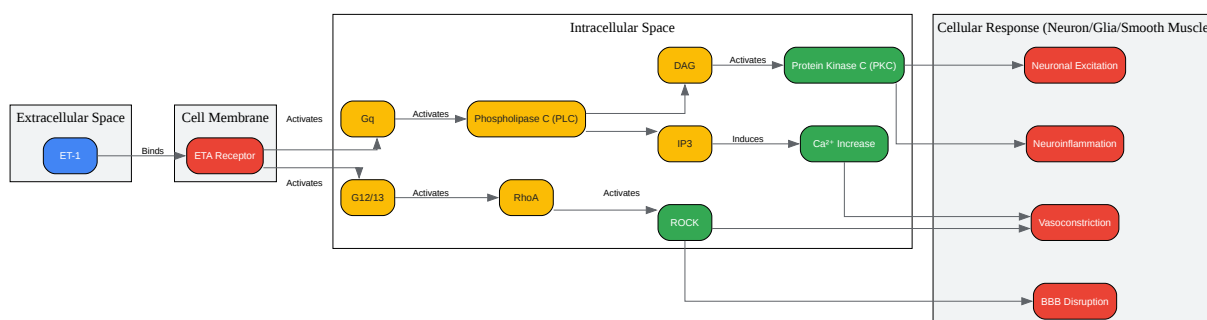 Intracellular Space
Cellular Response (Neuron/Glia/Smooth Muscle
DAG
Activates
Protein Kinase C (PKC)
Neuronal Excitation
Extracellular Space
Cell Membrane
Activates
Gq
Activates
Phospholipase C (PLC)
ET-1
Binds
ETA Receptor
IP3
Induces
Ca²⁺ Increase
Neuroinflammation
Activates
G12/13
Activates
RhoA
Activates
ROCK
Vasoconstriction
BBB Disruption